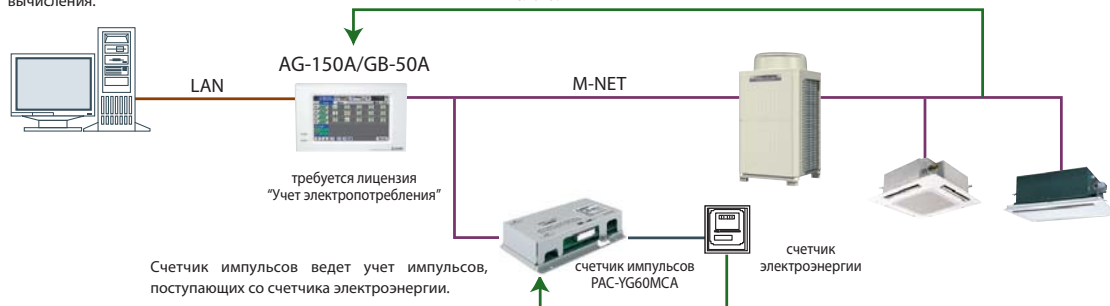 вычисления.
AG-150A/GB-50A
LAN
M-NET
требуется лицензия
“Учет электропотребления”
счетчик
электроэнергии
счетчик импульсов
PAC-YG60MCA
Счетчик импульсов ведет учет импульсов,
поступающих со счетчика электроэнергии.